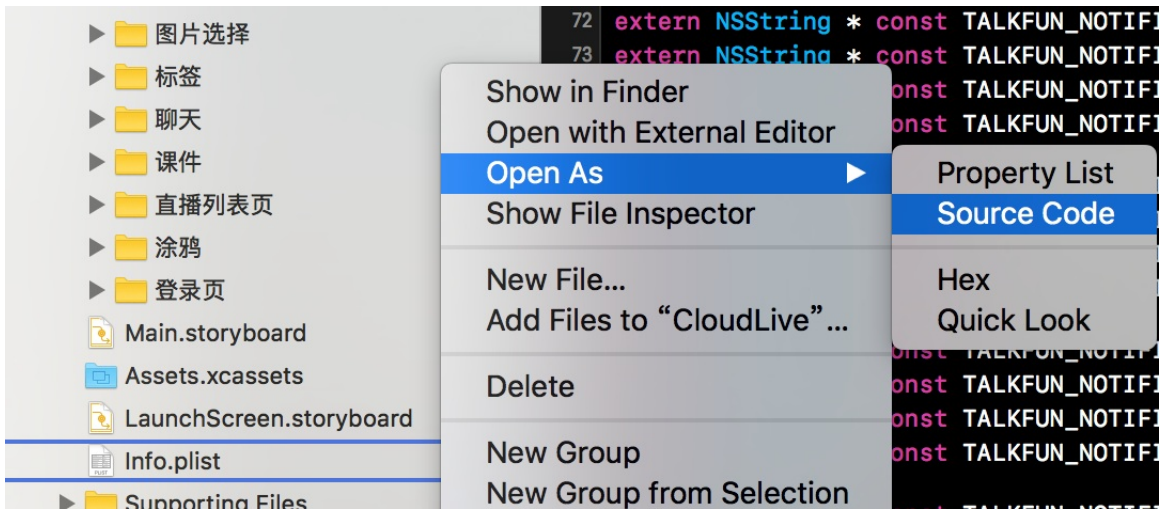 图片选择
标签
聊天
课件
直播列表页
涂鸦
登录页
Main.storyboard
Assets.xcassets
LaunchScreen.storyboard
Info.plist
Supporting Files
Show in Finder
Open with External Editor
Open As
Show File Inspector
New File...
Add Files to “CloudLive”...
Delete
New Group
New Group from Selection
Property List
Source Code
Hex
Quick Look
72 extern NSString * const TALKFUN_NOTIFI
73 extern NSString * const TALKFUN_NOTIFI
onst TALKFUN_NOTIFI
onst TALKFUN_NOTIFI
onst TALKFUN_NOTIFI
onst TALKFUN_NOTIFI
onst TALKFUN_NOTIFI
onst TALKFUN_NOTIFI